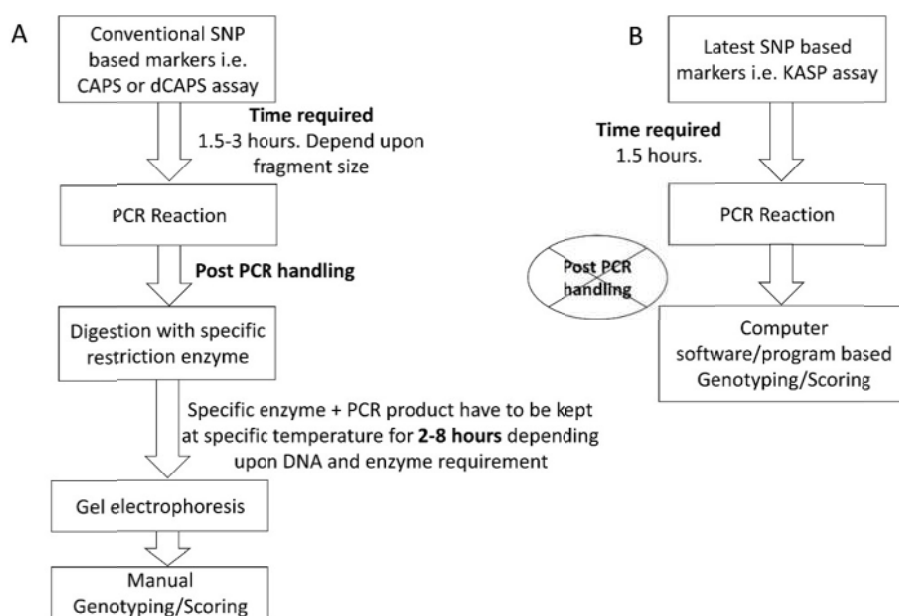 A
Conventional SNP
based markers i.e.
CAPS or dCAPS assay
Time required
1.5-3 hours. Depend upon
fragment size
PCR Reaction
Post PCR handling
Digestion with specific
restriction enzyme
Specific enzyme + PCR product have to be kept
at specific temperature for 2-8 hours depending
upon DNA and enzyme requirement
Gel electrophoresis
Manual
Genotyping/Scoring
B
Latest SNP based
markers i.e. KASP assay
Time required
1.5 hours.
PCR Reaction
Post PCR
handling
Computer
software/program based
Genotyping/Scoring